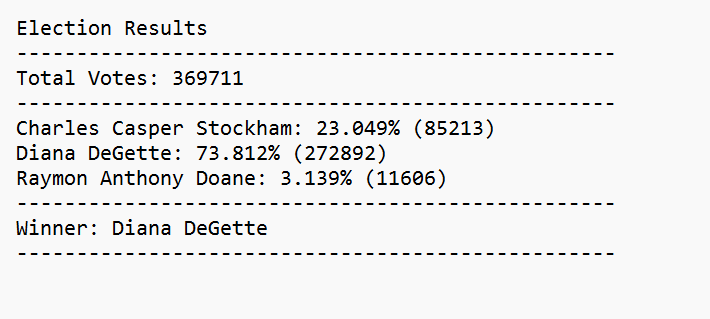 Election Results
--------------------------------------------------
Total Votes: 369711
--------------------------------------------------
Charles Casper Stockham: 23.049% (85213)
Diana DeGette: 73.812% (272892)
Raymon Anthony Doane: 3.139% (11606)
--------------------------------------------------
Winner: Diana DeGette
--------------------------------------------------